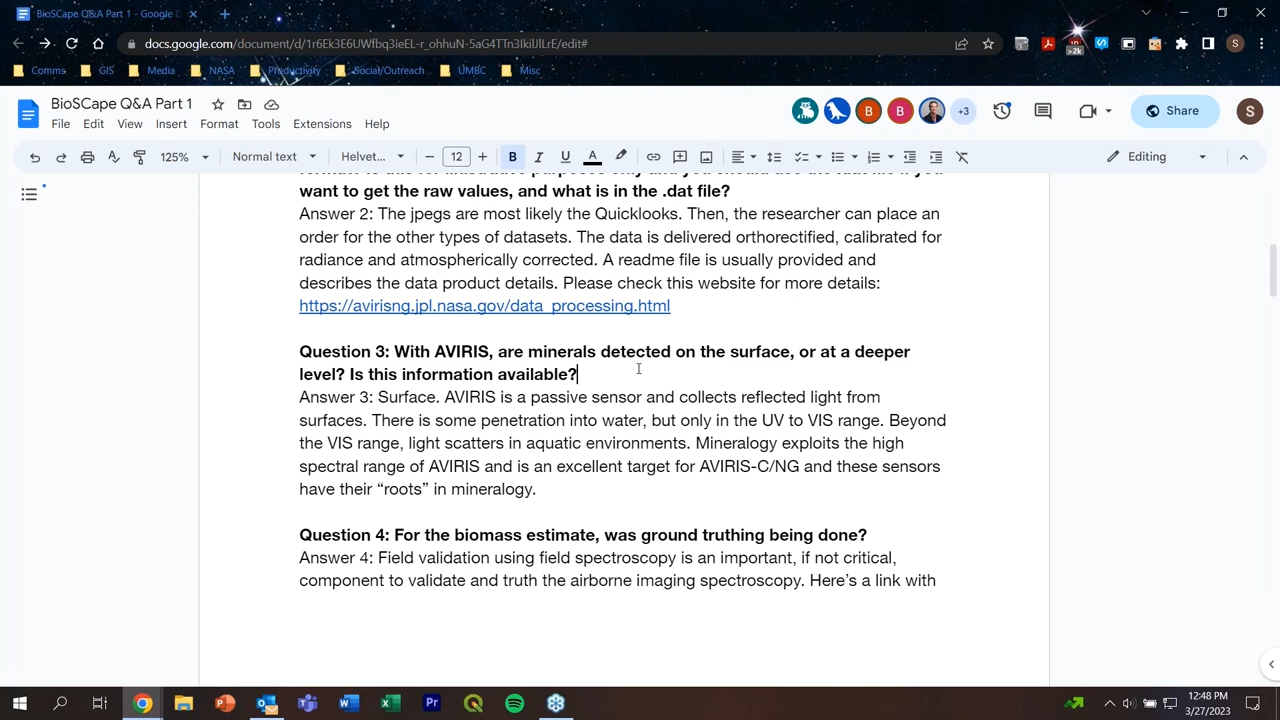 BioSCape Q&A Part 1 - Google D
docs.google.com/document/d/1r6Ek3E6UWfbq3ieEL-r_ohhuN-5aG4TTn3IkilJILrE/edit#
>2k
S
Comms GIS Media NASA Productivity Social/Outreach UMBC Misc
BioSCape Q&A Part 1
B B +3 Share S
File Edit View Insert Format Tools Extensions Help
125% Normal text Helvet... 12 B I U A Editing
want to get the raw values, and what is in the .dat file?
Answer 2: The jpegs are most likely the Quicklooks. Then, the researcher can place an
order for the other types of datasets. The data is delivered orthorectified, calibrated for
radiance and atmospherically corrected. A readme file is usually provided and
describes the data product details. Please check this website for more details:
https://avirisng.jpl.nasa.gov/data_processing.html
Question 3: With AVIRIS, are minerals detected on the surface, or at a deeper
level? Is this information available?
Answer 3: Surface. AVIRIS is a passive sensor and collects reflected light from
surfaces. There is some penetration into water, but only in the UV to VIS range. Beyond
the VIS range, light scatters in aquatic environments. Mineralogy exploits the high
spectral range of AVIRIS and is an excellent target for AVIRIS-C/NG and these sensors
have their “roots” in mineralogy.
Question 4: For the biomass estimate, was ground truthing being done?
Answer 4: Field validation using field spectroscopy is an important, if not critical,
component to validate and truth the airborne imaging spectroscopy. Here’s a link with
12:48 PM
3/27/2023